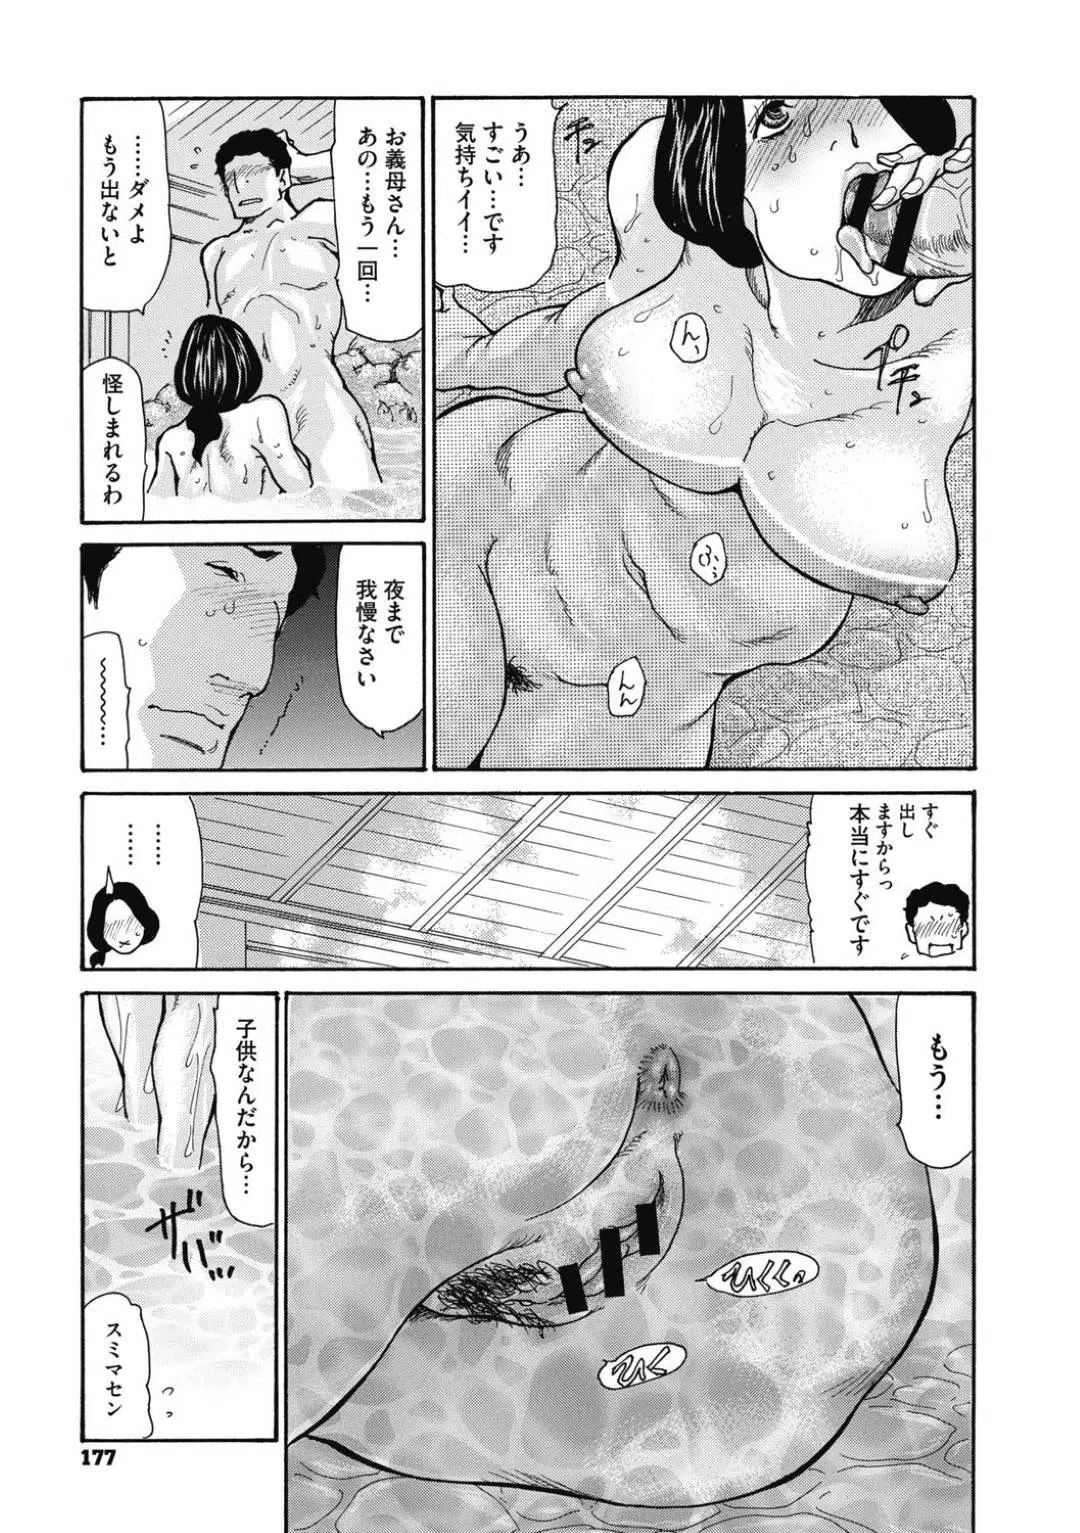 うあ…
すごい…です
気持ちイイ…
ん、
ふ…
んん
お義母さん…
あの…もう一回…
……ダメよ
もう出ないと
怪しまれるわ
夜まで
我慢なさい
………
すぐ
出し
ますからっ
本当にすぐです
……
……
もう…
ひくくっ
ひく
子供なんだから…
ザバ
スミマセン
177